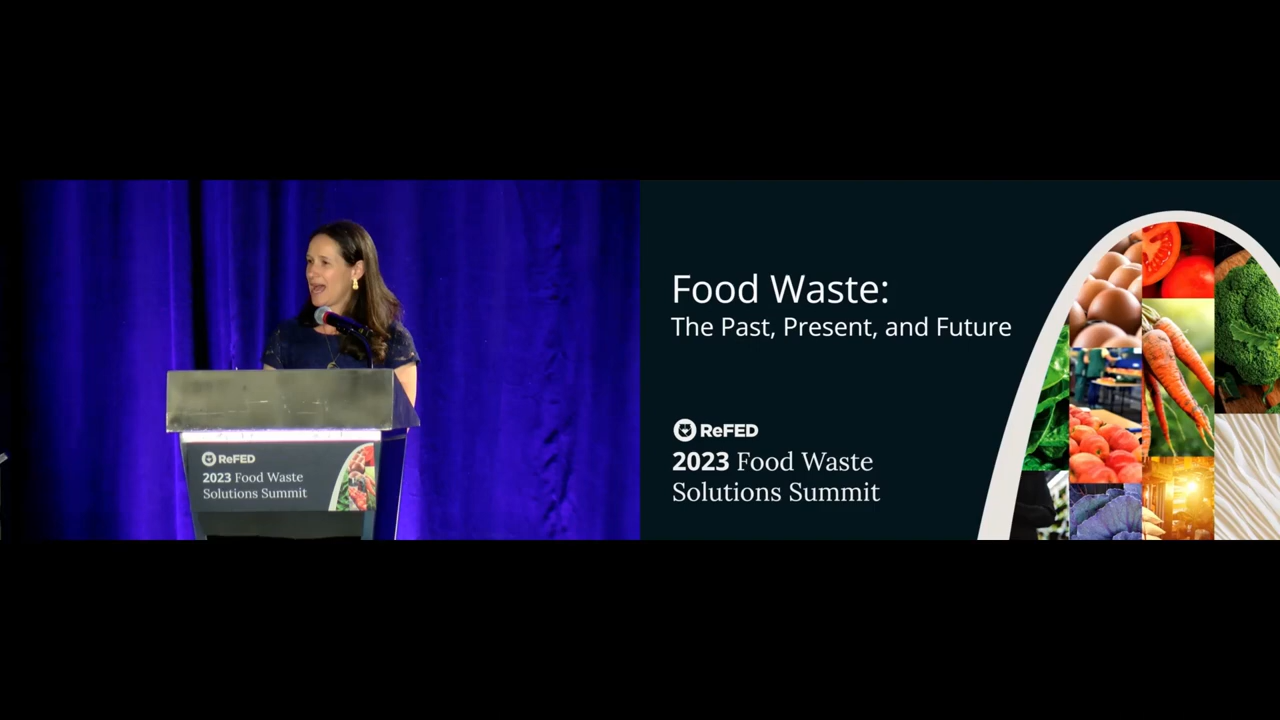 ReFED
2023 Food Waste
Solutions Summit
Food Waste:
The Past, Present, and Future
ReFED
2023 Food Waste
Solutions Summit